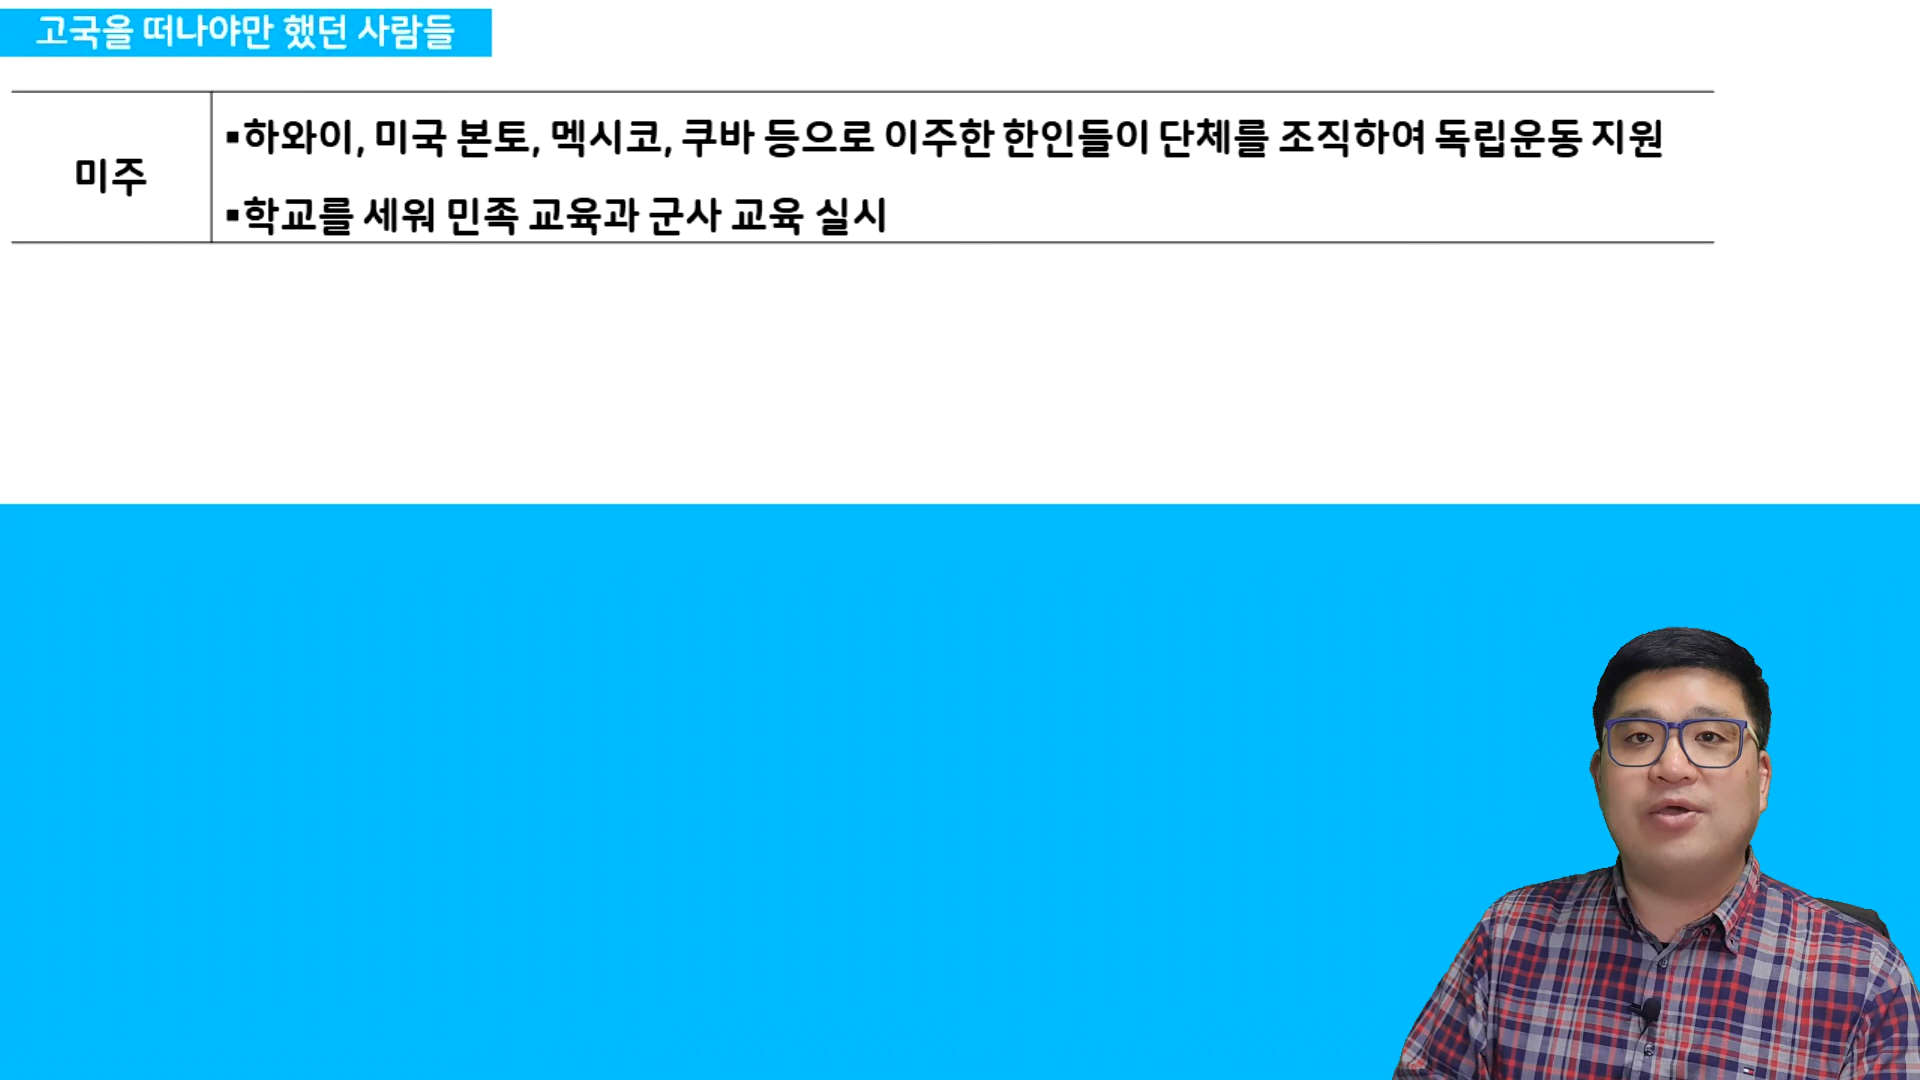 고국을 떠나야만 했던 사람들
미주
▪하와이, 미국 본토, 멕시코, 쿠바 등으로 이주한 한인들이 단체를 조직하여 독립운동 지원
▪학교를 세워 민족 교육과 군사 교육 실시